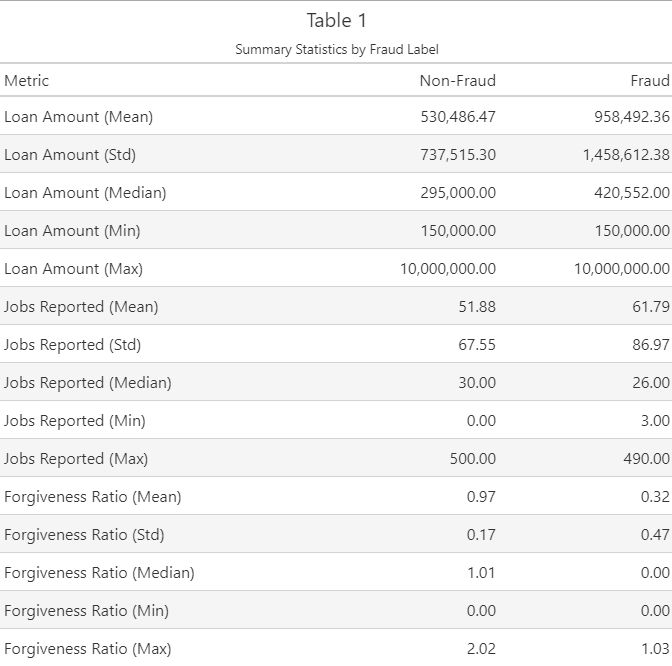 Table 1
Summary Statistics by Fraud Label
Metric Non-Fraud Fraud
Loan Amount (Mean) 530,486.47 958,492.36
Loan Amount (Std) 737,515.30 1,458,612.38
Loan Amount (Median) 295,000.00 420,552.00
Loan Amount (Min) 150,000.00 150,000.00
Loan Amount (Max) 10,000,000.00 10,000,000.00
Jobs Reported (Mean) 51.88 61.79
Jobs Reported (Std) 67.55 86.97
Jobs Reported (Median) 30.00 26.00
Jobs Reported (Min) 0.00 3.00
Jobs Reported (Max) 500.00 490.00
Forgiveness Ratio (Mean) 0.97 0.32
Forgiveness Ratio (Std) 0.17 0.47
Forgiveness Ratio (Median) 1.01 0.00
Forgiveness Ratio (Min) 0.00 0.00
Forgiveness Ratio (Max) 2.02 1.03